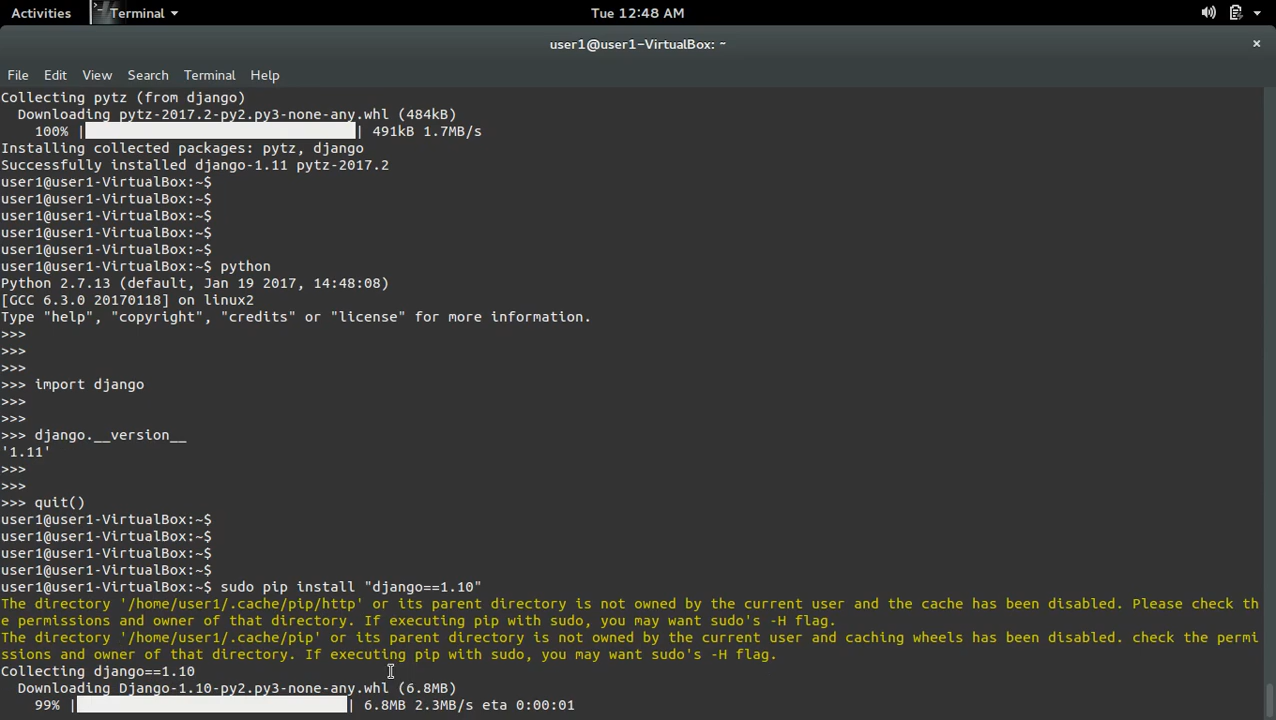 Activities Terminal Tue 12:48 AM
user1@user1-VirtualBox: ~ ×
File Edit View Search Terminal Help
Collecting pytz (from django)
  Downloading pytz-2017.2-py2.py3-none-any.whl (484kB)
    100% || 491kB 1.7MB/s
Installing collected packages: pytz, django
Successfully installed django-1.11 pytz-2017.2
user1@user1-VirtualBox:~$
user1@user1-VirtualBox:~$
user1@user1-VirtualBox:~$
user1@user1-VirtualBox:~$
user1@user1-VirtualBox:~$
user1@user1-VirtualBox:~$ python
Python 2.7.13 (default, Jan 19 2017, 14:48:08)
[GCC 6.3.0 20170118] on linux2
Type "help", "copyright", "credits" or "license" for more information.
>>>
>>>
>>>
>>> import django
>>>
>>>
>>> django.__version__
'1.11'
>>>
>>>
>>> quit()
user1@user1-VirtualBox:~$
user1@user1-VirtualBox:~$
user1@user1-VirtualBox:~$
user1@user1-VirtualBox:~$
user1@user1-VirtualBox:~$ sudo pip install "django==1.10"
The directory '/home/user1/.cache/pip/http' or its parent directory is not owned by the current user and the cache has been disabled. Please check th
e permissions and owner of that directory. If executing pip with sudo, you may want sudo's -H flag.
The directory '/home/user1/.cache/pip' or its parent directory is not owned by the current user and caching wheels has been disabled. check the permi
ssions and owner of that directory. If executing pip with sudo, you may want sudo's -H flag.
Collecting django==1.10
  Downloading Django-1.10-py2.py3-none-any.whl (6.8MB)
    99% || 6.8MB 2.3MB/s eta 0:00:01